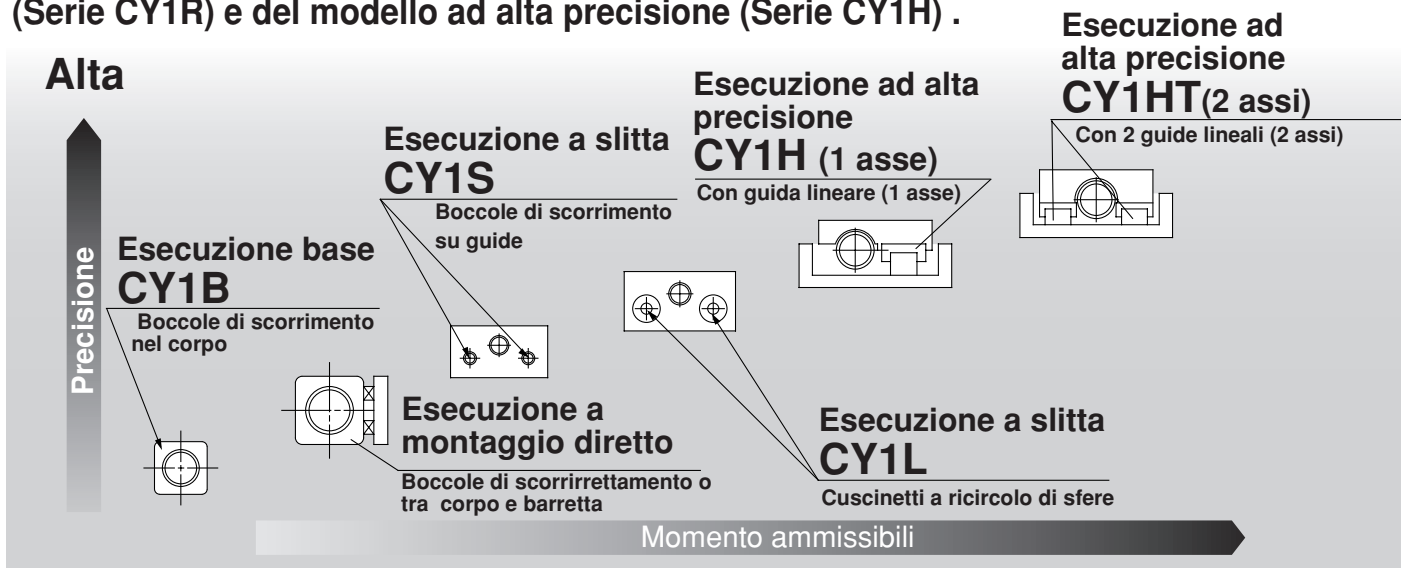 (Serie CY1R) e del modello ad alta precisione (Serie CY1H) .
Alta
Precisione
Esecuzione base
CY1B
Boccole di scorrimento
nel corpo
Esecuzione a slitta
CY1S
Boccole di scorrimento
su guide
Esecuzione a
montaggio diretto
Boccole di scorrirrettamento o
tra corpo e barretta
Esecuzione ad alta
precisione
CY1H (1 asse)
Con guida lineare (1 asse)
Esecuzione ad
alta precisione
CY1HT(2 assi)
Con 2 guide lineali (2 assi)
Esecuzione a slitta
CY1L
Cuscinetti a ricircolo di sfere
Momento ammissibili